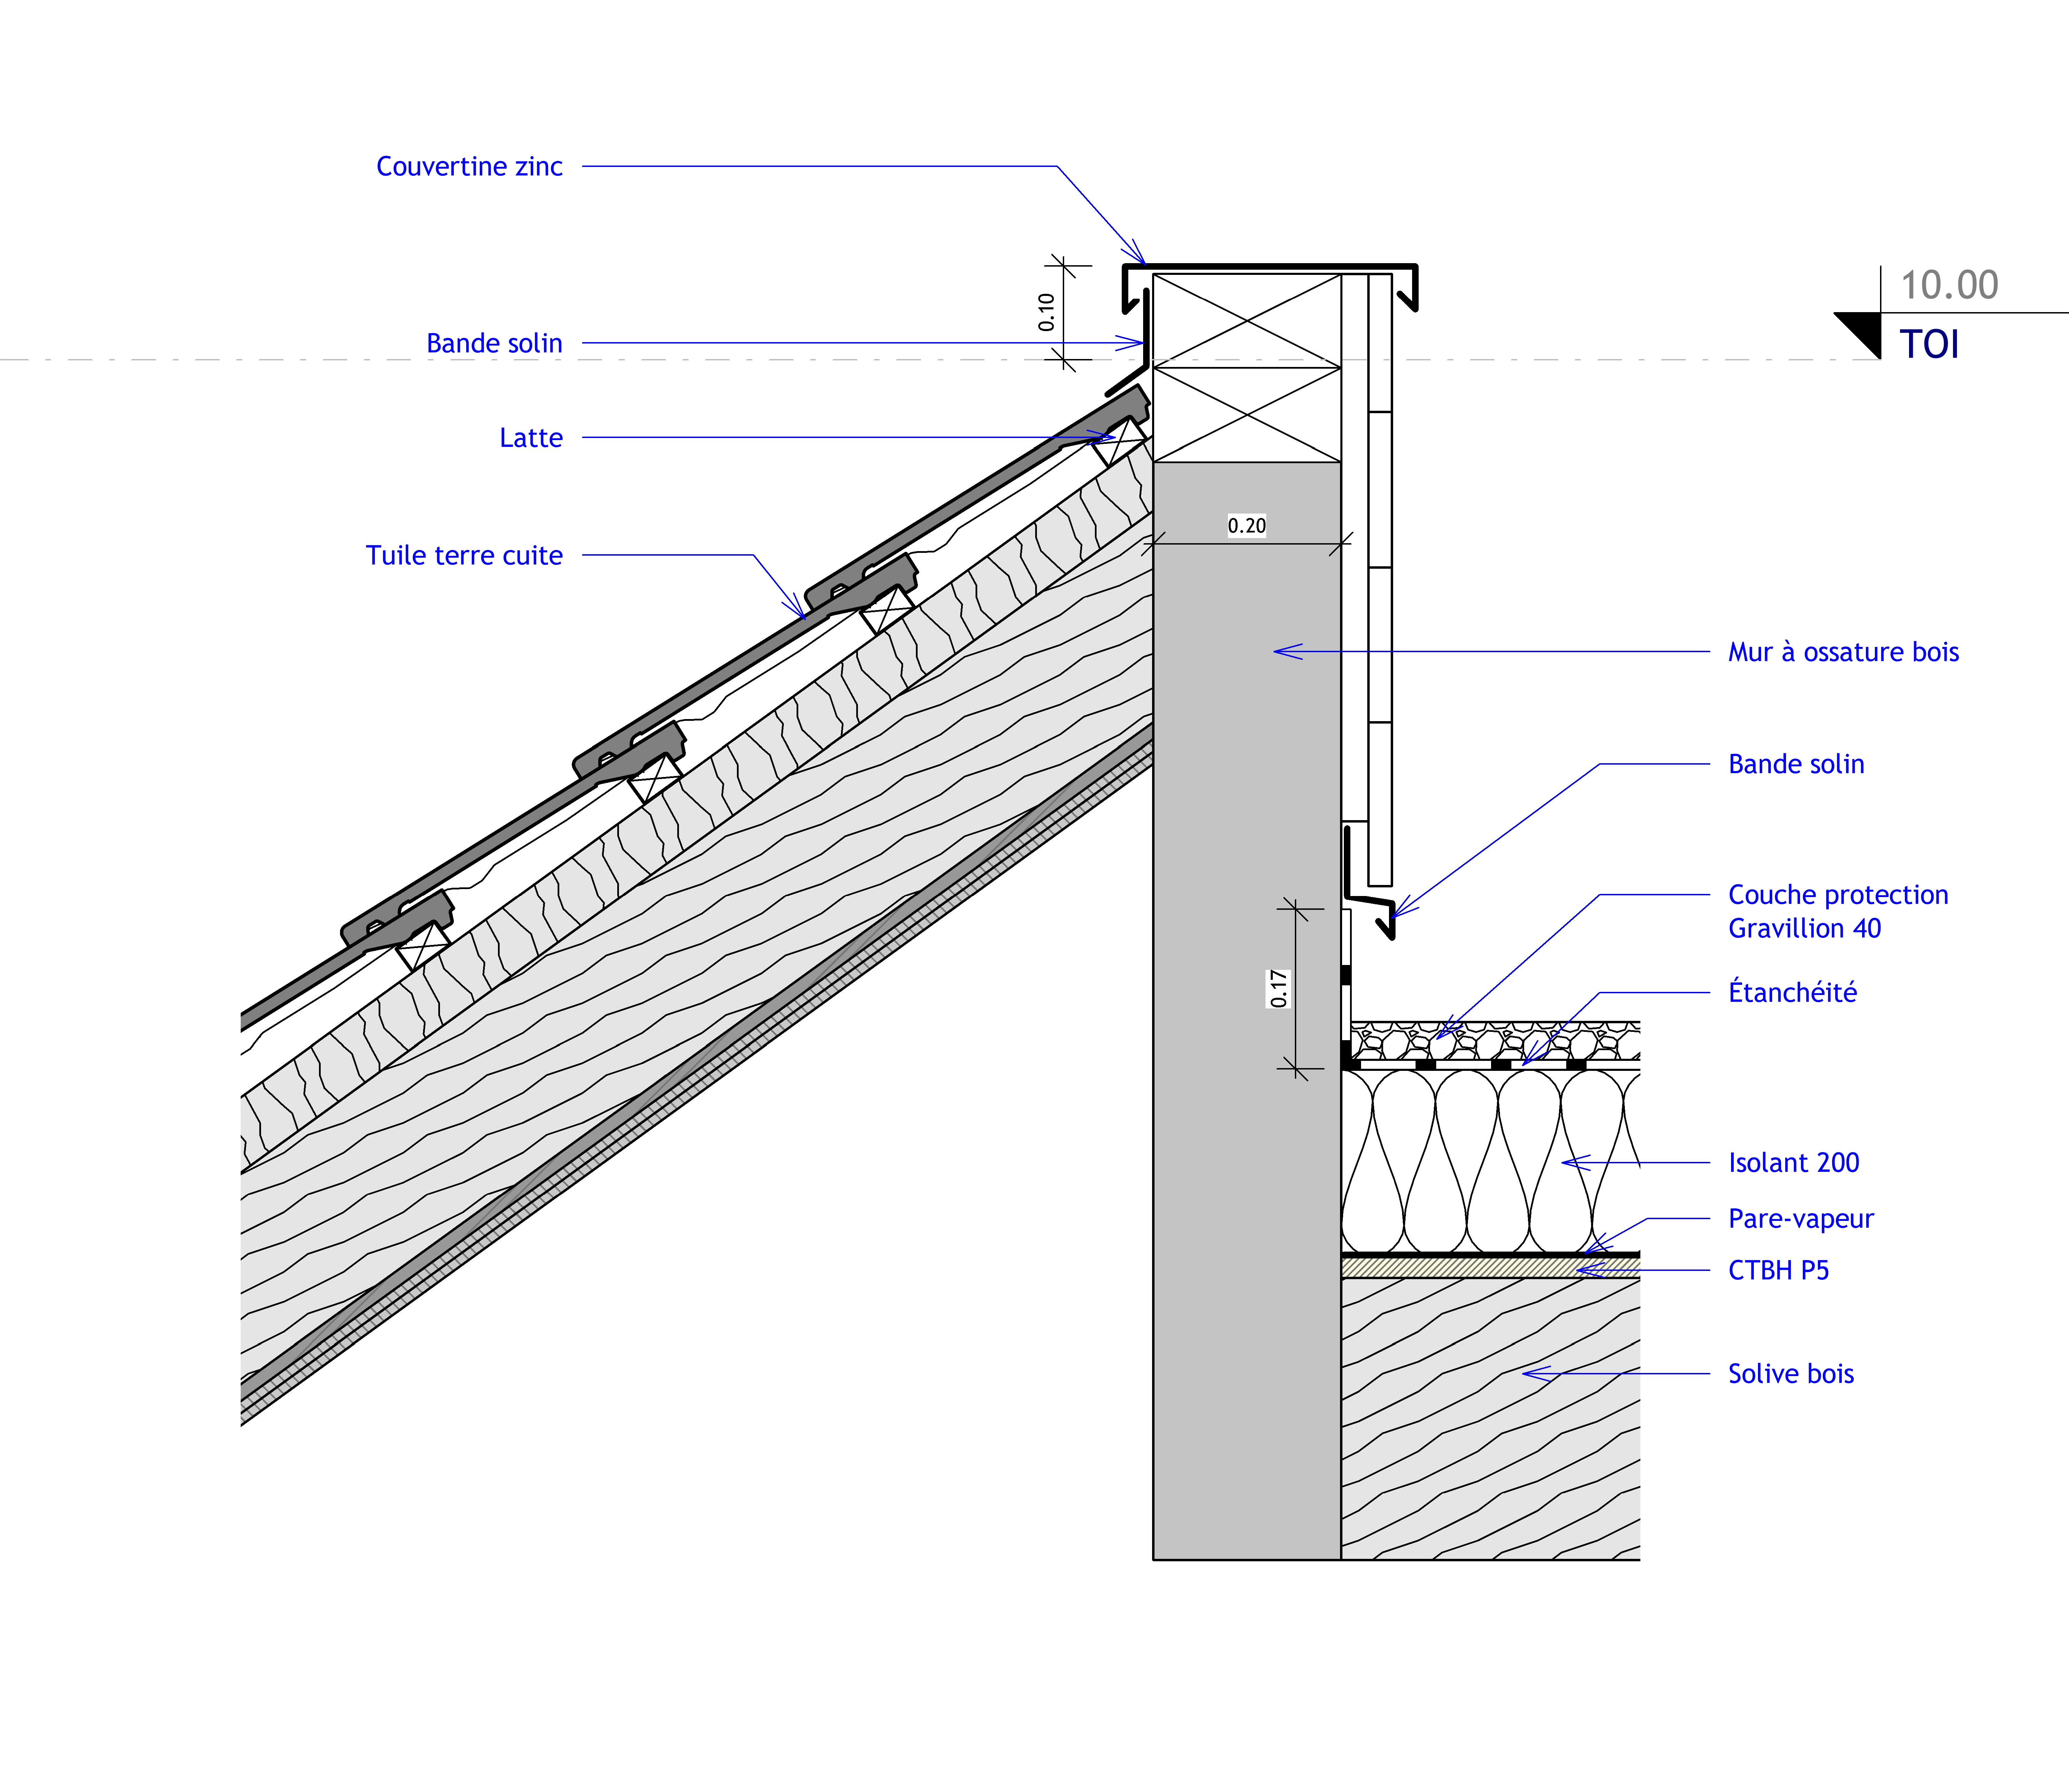 Couvertine zinc
10.00
0.10
Bande solin
TOI
Latte
0.20
Tuile terre cuite
Mur à ossature bois
Bande solin
Couche protection
Gravillion 40
0.17
Étanchéité
Isolant 200
Pare-vapeur
CTBH P5
Solive bois